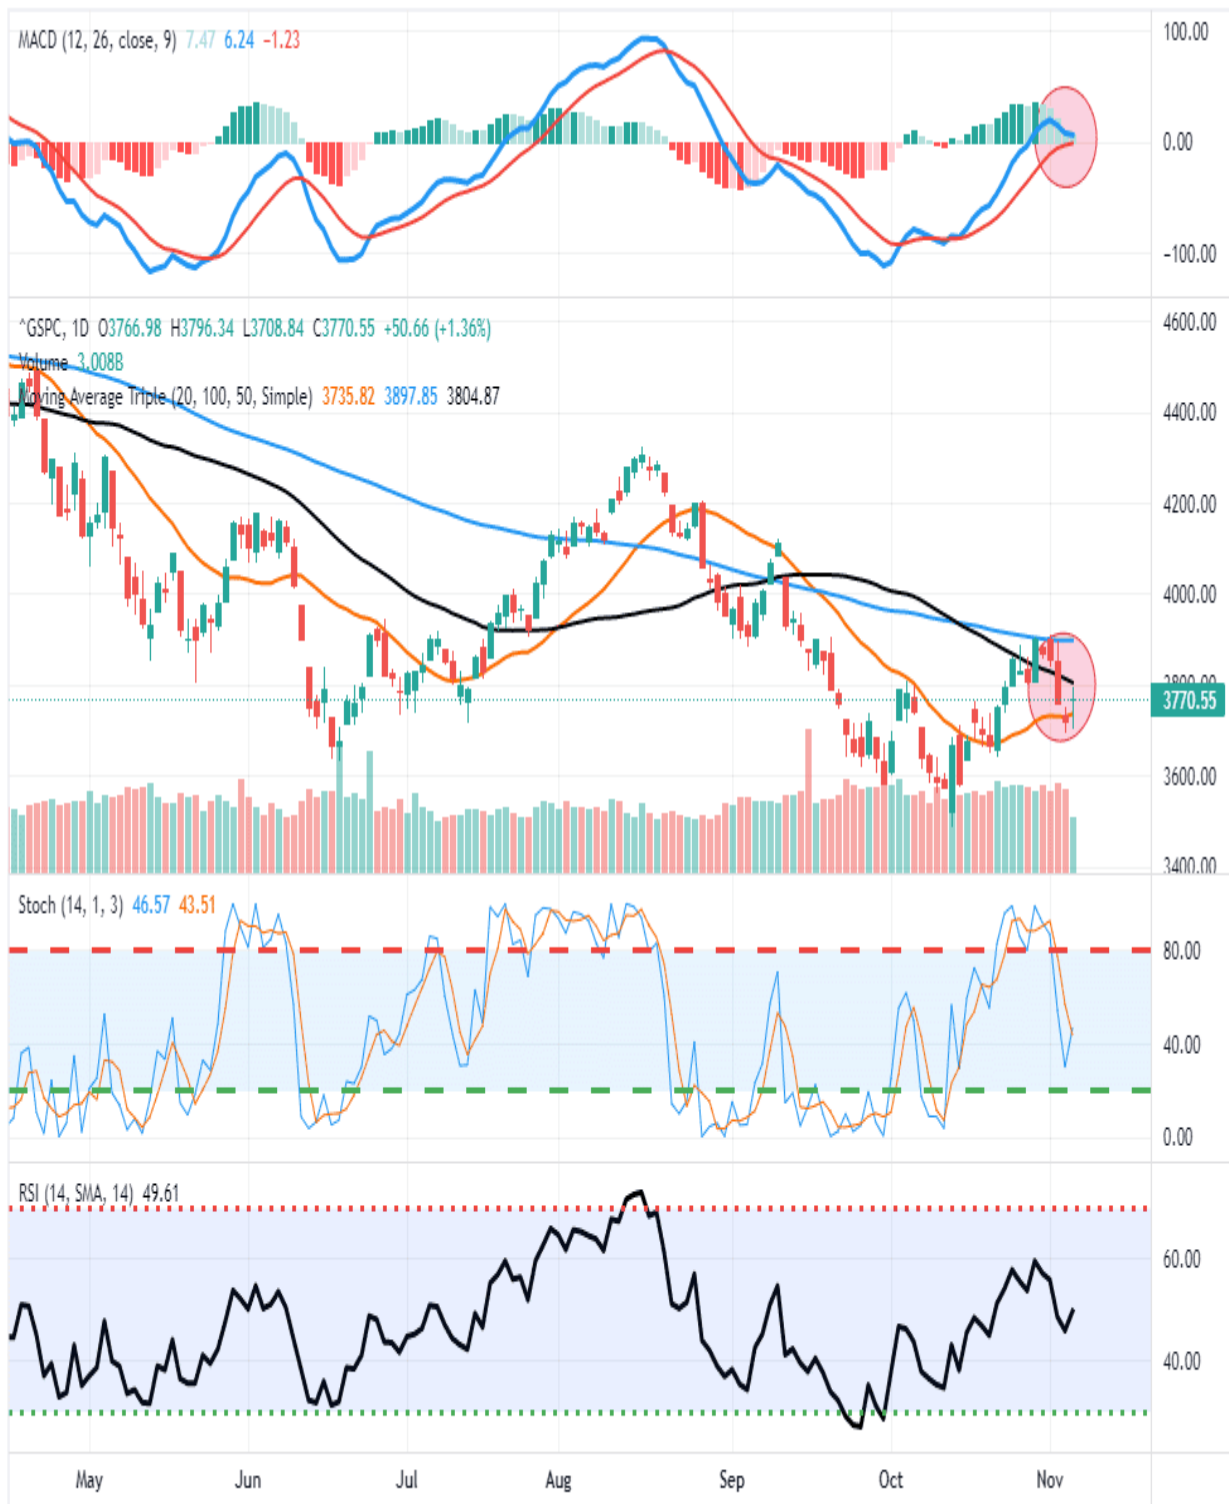 MACD (12, 26, close, 9) 7.47 6.24 −1.23
100.00
0.00
−100.00
^GSPC, 1D O3766.98 H3796.34 L3708.84 C3770.55 +50.66 (+1.36%)
Volume 3.008B
Moving Average Triple (20, 100, 50, Simple) 3735.82 3897.85 3804.87
4600.00
4400.00
4200.00
4000.00
3800.00
3770.55
3600.00
3400.00
Stoch (14, 1, 3) 46.57 43.51
80.00
40.00
0.00
RSI (14, SMA, 14) 49.61
60.00
40.00
May Jun Jul Aug Sep Oct Nov